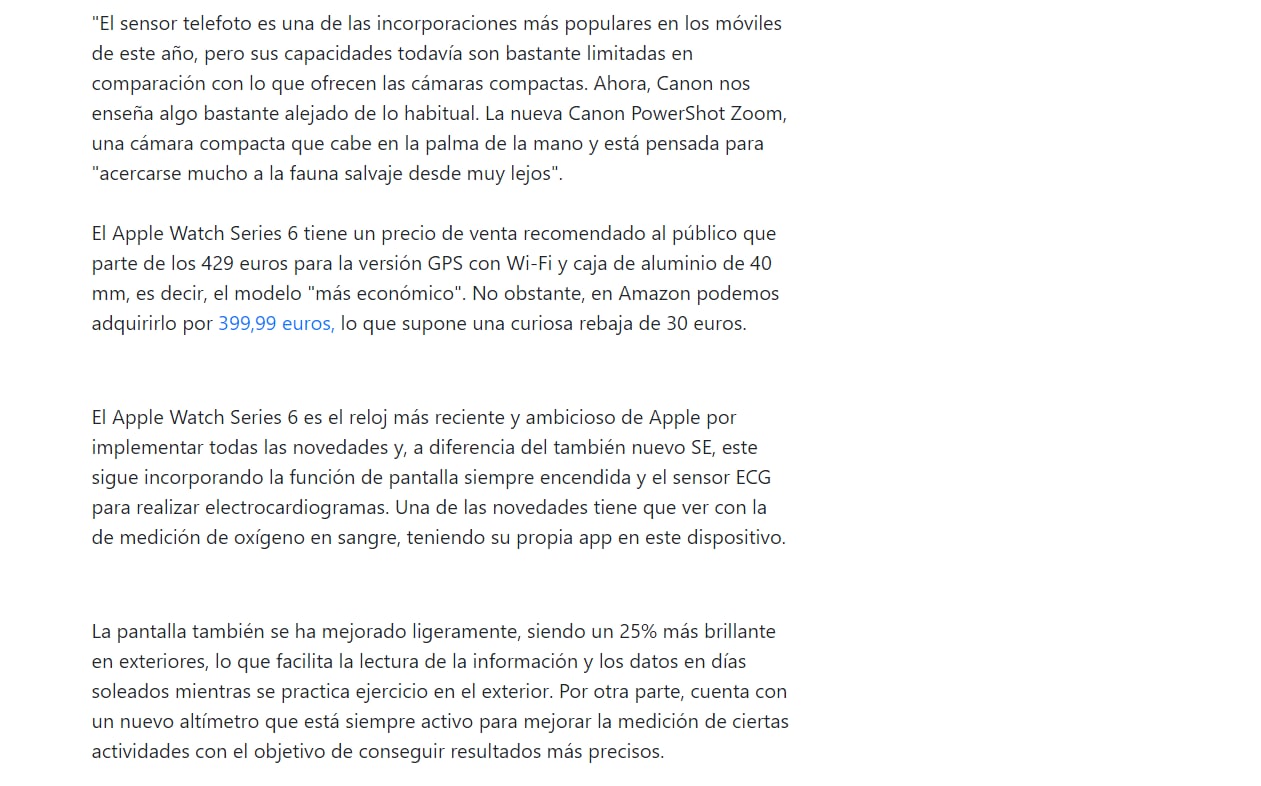 "El sensor telefoto es una de las incorporaciones más populares en los móviles
de este año, pero sus capacidades todavía son bastante limitadas en
comparación con lo que ofrecen las cámaras compactas. Ahora, Canon nos
enseña algo bastante alejado de lo habitual. La nueva Canon PowerShot Zoom,
una cámara compacta que cabe en la palma de la mano y está pensada para
"acercarse mucho a la fauna salvaje desde muy lejos".
El Apple Watch Series 6 tiene un precio de venta recomendado al público que
parte de los 429 euros para la versión GPS con Wi-Fi y caja de aluminio de 40
mm, es decir, el modelo "más económico". No obstante, en Amazon podemos
adquirirlo por 399,99 euros, lo que supone una curiosa rebaja de 30 euros.
El Apple Watch Series 6 es el reloj más reciente y ambicioso de Apple por
implementar todas las novedades y, a diferencia del también nuevo SE, este
sigue incorporando la función de pantalla siempre encendida y el sensor ECG
para realizar electrocardiogramas. Una de las novedades tiene que ver con la
de medición de oxígeno en sangre, teniendo su propia app en este dispositivo.
La pantalla también se ha mejorado ligeramente, siendo un 25% más brillante
en exteriores, lo que facilita la lectura de la información y los datos en días
soleados mientras se practica ejercicio en el exterior. Por otra parte, cuenta con
un nuevo altímetro que está siempre activo para mejorar la medición de ciertas
actividades con el objetivo de conseguir resultados más precisos.